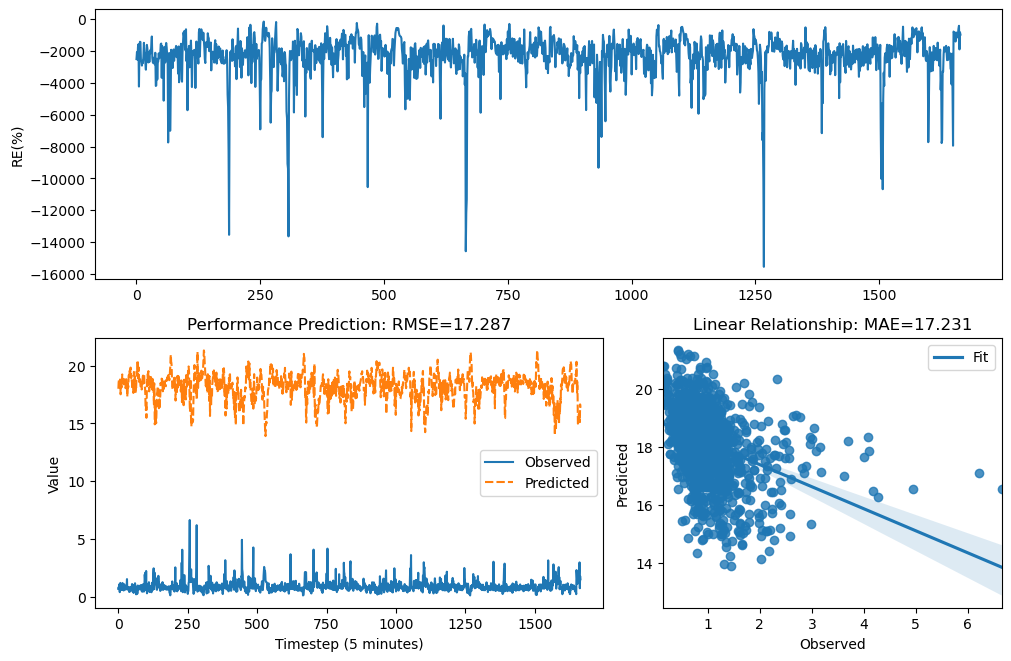 RE(%)
0
−2000
−4000
−6000
−8000
−10000
−12000
−14000
−16000
0 250 500 750 1000 1250 1500
Performance Prediction: RMSE=17.287
Value
20
15
10
5
0
Observed
Predicted
0 250 500 750 1000 1250 1500
Timestep (5 minutes)
Linear Relationship: MAE=17.231
Fit
Predicted
20
18
16
14
1 2 3 4 5 6
Observed